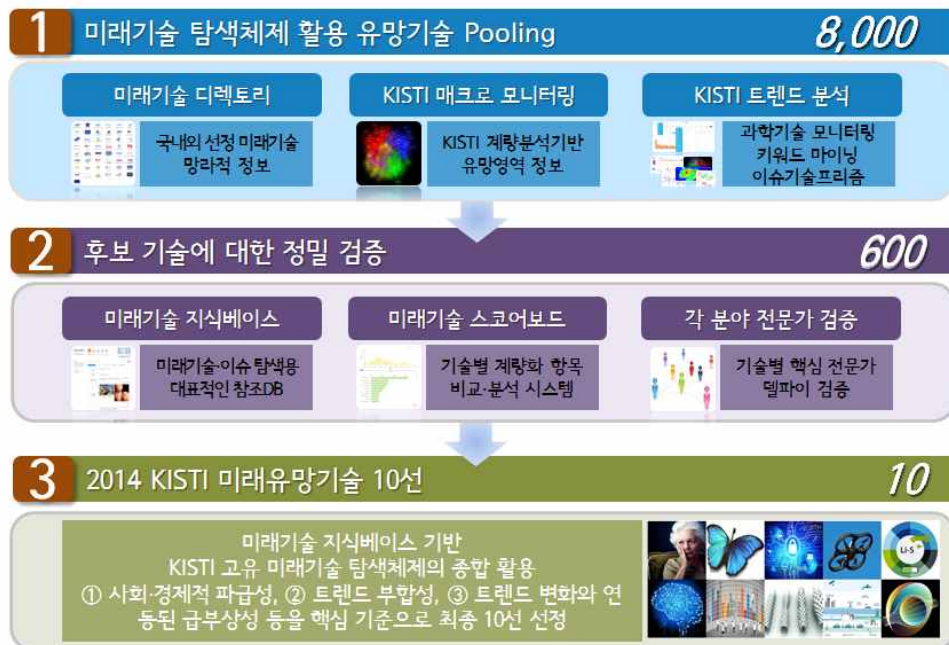 1 미래기술 탐색체제 활용 유망기술 Pooling 8,000
미래기술 디렉토리
국내외 선정 미래기술
망라적 정보
KISTI 매크로 모니터링
KISTI 계량분석기반
유망영역 정보
KISTI 트렌드 분석
과학기술 모니터링
키워드 마이닝
이슈기술프리즘
2 후보 기술에 대한 정밀 검증 600
미래기술 지식베이스
미래기술·이슈 탐색용
대표적인 참조DB
미래기술 스코어보드
기술별 계량화 항목
비교·분석 시스템
각 분야 전문가 검증
기술별 핵심 전문가
델파이 검증
3 2014 KISTI 미래유망기술 10선 10
미래기술 지식베이스 기반
KISTI 고유 미래기술 탐색체제의 종합 활용
① 사회·경제적 파급성, ② 트렌드 부합성, ③ 트렌드 변화와 연
동된 급부상성 등을 핵심 기준으로 최종 10선 선정
Li-S